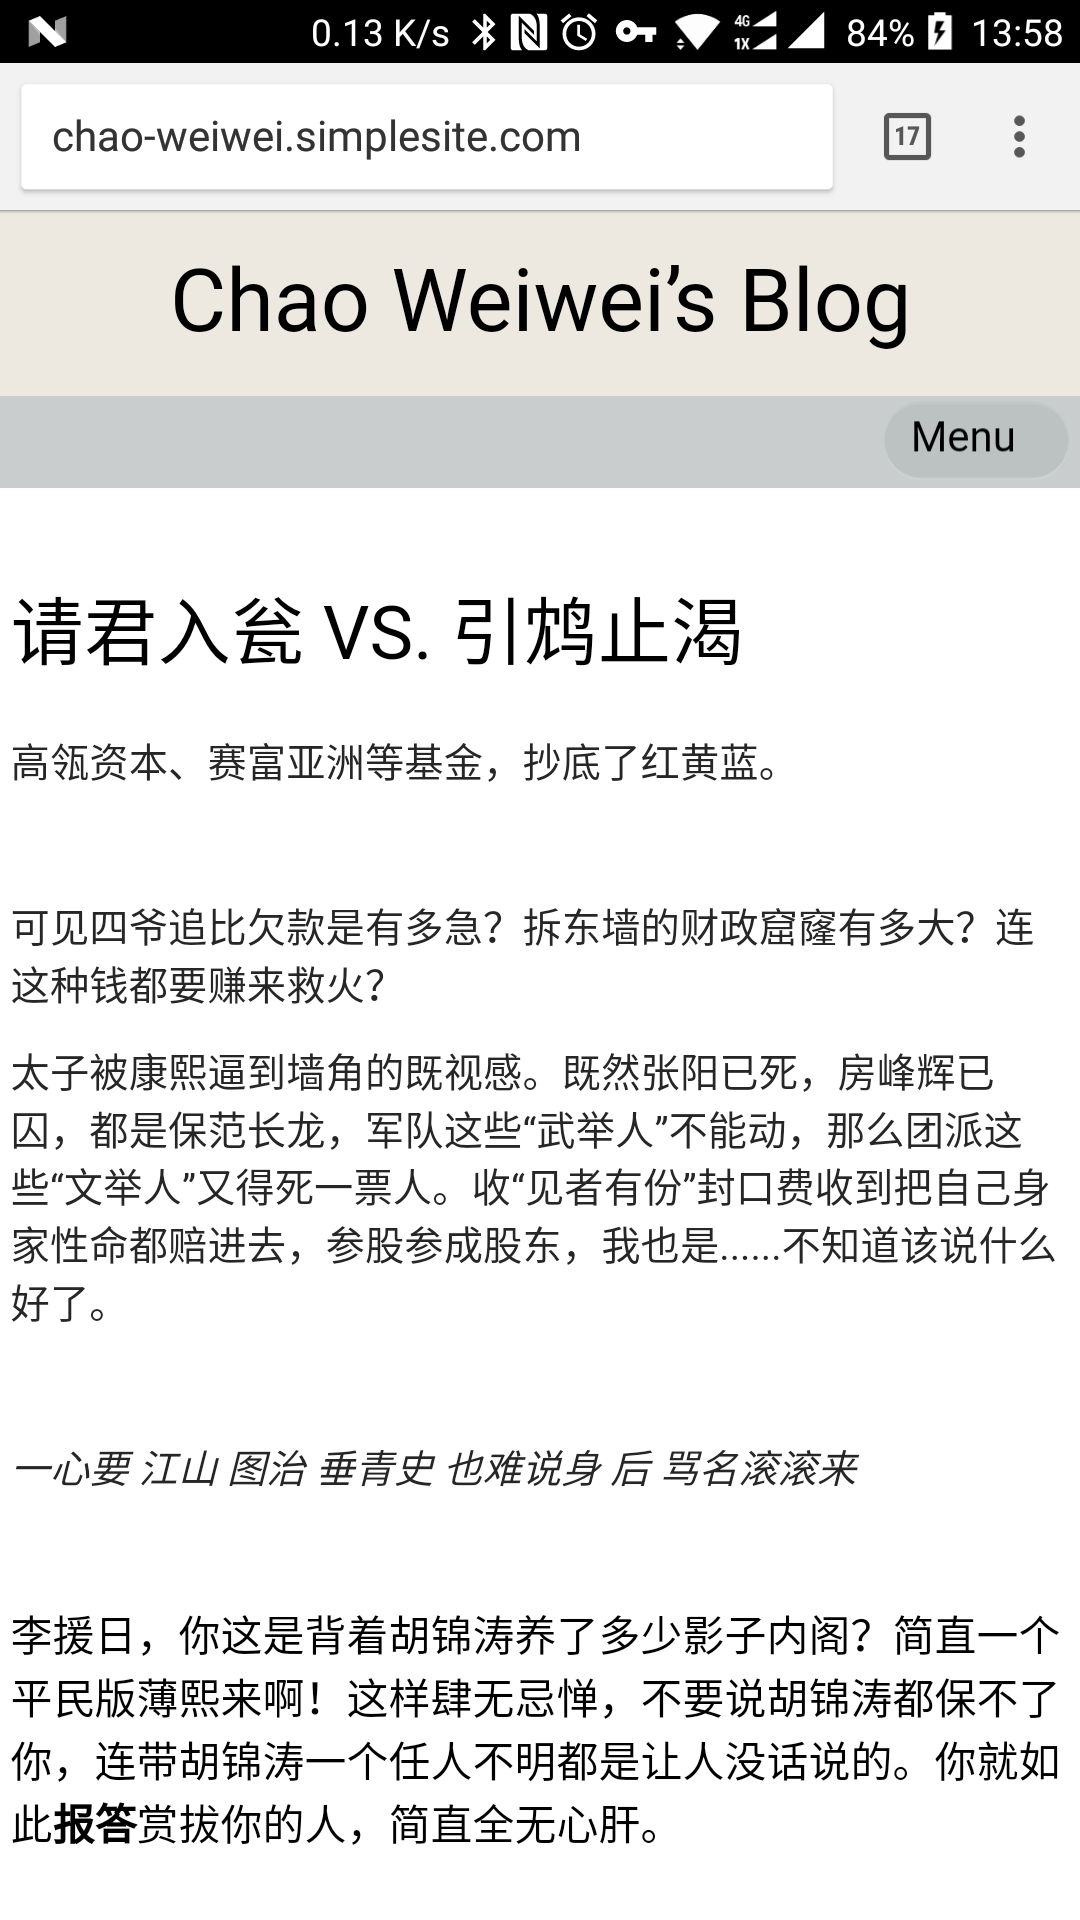 0.13 K/s 4G 1X 84% 13:58
chao-weiwei.simplesite.com 17
Chao Weiwei’s Blog
Menu
请君入瓮 VS. 引鸩止渴
高瓴资本、赛富亚洲等基金，抄底了红黄蓝。
可见四爷追比欠款是有多急？拆东墙的财政窟窿有多大？连
这种钱都要赚来救火？
太子被康熙逼到墙角的既视感。既然张阳已死，房峰辉已
囚，都是保范长龙，军队这些“武举人”不能动，那么团派这
些“文举人”又得死一票人。收“见者有份”封口费收到把自己身
家性命都赔进去，参股参成股东，我也是......不知道该说什么
好了。
一心要 江山 图治 垂青史 也难说身 后 骂名滚滚来
李援日，你这是背着胡锦涛养了多少影子内阁？简直一个
平民版薄熙来啊！这样肆无忌惮，不要说胡锦涛都保不了
你，连带胡锦涛一个任人不明都是让人没话说的。你就如
此报答赏拔你的人，简直全无心肝。